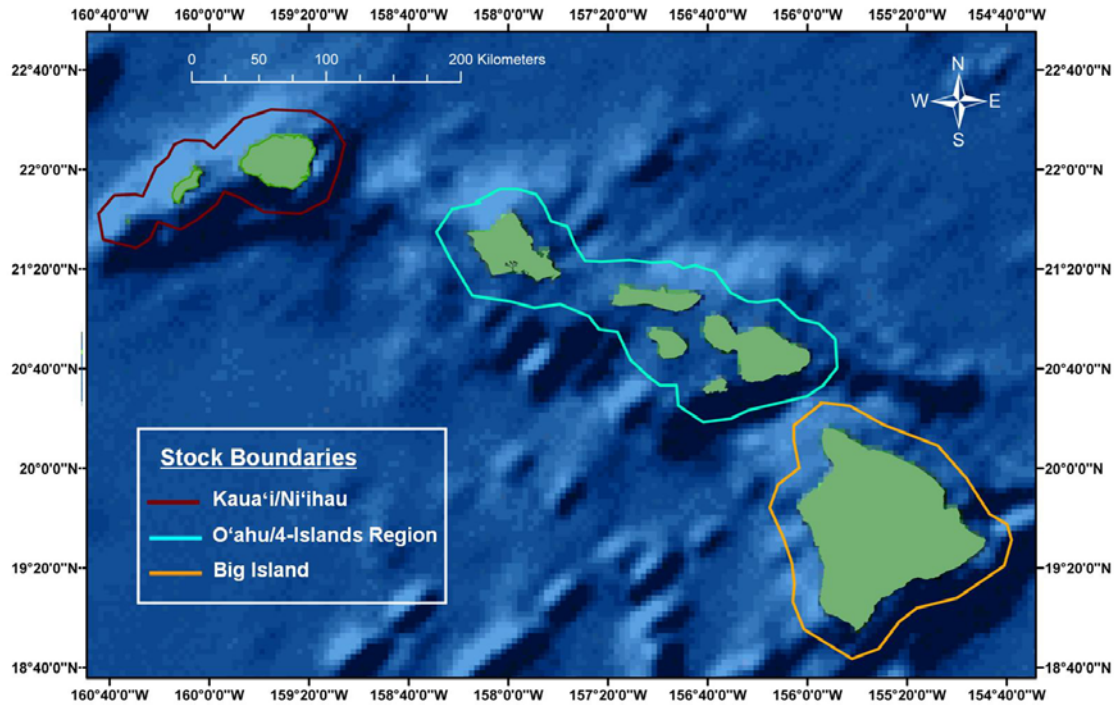 160°40'0"W 160°0'0"W 159°20'0"W 158°40'0"W 158°0'0"W 157°20'0"W 156°40'0"W 156°0'0"W 155°20'0"W 154°40'0"W
0 50 100 200 Kilometers
22°40'0"N 22°40'0"N
N
W E
S
22°0'0"N 22°0'0"N
21°20'0"N 21°20'0"N
20°40'0"N 20°40'0"N
Stock Boundaries
20°0'0"N 20°0'0"N
Kauaʻi/Niʻihau
Oʻahu/4-Islands Region
Big Island
19°20'0"N 19°20'0"N
18°40'0"N 18°40'0"N
160°40'0"W 160°0'0"W 159°20'0"W 158°40'0"W 158°0'0"W 157°20'0"W 156°40'0"W 156°0'0"W 155°20'0"W 154°40'0"W